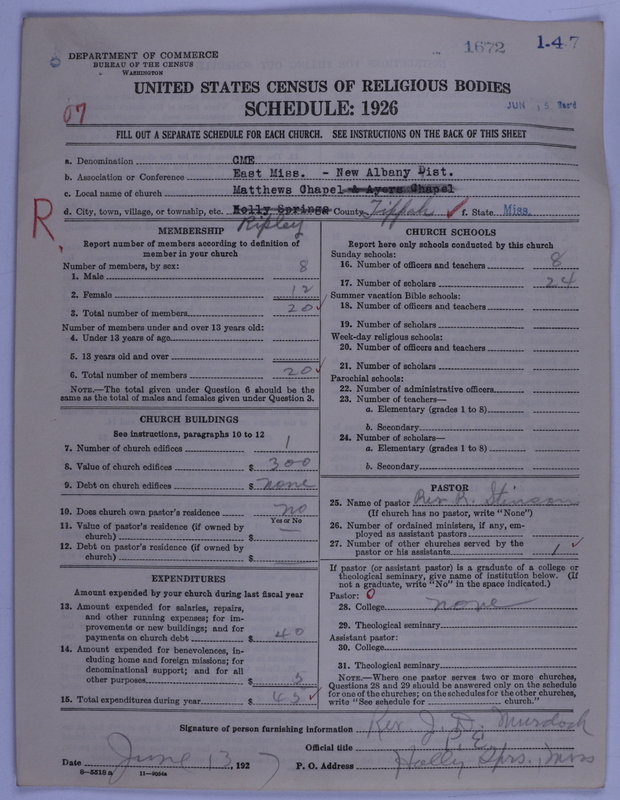 1672 1-47
DEPARTMENT OF COMMERCE
BUREAU OF THE CENSUS
WASHINGTON
UNITED STATES CENSUS OF RELIGIOUS BODIES
SCHEDULE: 1926
07
JUN 13 Rec'd
FILL OUT A SEPARATE SCHEDULE FOR EACH CHURCH. SEE INSTRUCTIONS ON THE BACK OF THIS SHEET
a. Denomination CME
b. Association or Conference East Miss. - New Albany Dist.
c. Local name of church Matthews Chapel & Ayers Chapel
R. d. City, town, village, or township, etc. Holly Springs County Tippah ✓ f. State Miss.
Ripley
MEMBERSHIP
Report number of members according to definition of
member in your church
Number of members, by sex:
1. Male 8
2. Female 12
3. Total number of members 20 ✓
Number of members under and over 13 years old:
4. Under 13 years of age
5. 13 years old and over
6. Total number of members 20 ✓
NOTE.—The total given under Question 6 should be the
same as the total of males and females given under Question 3.
CHURCH BUILDINGS
See instructions, paragraphs 10 to 12
7. Number of church edifices 1
8. Value of church edifices $ 300
9. Debt on church edifices $ none
10. Does church own pastor's residence no
Yes or No
11. Value of pastor's residence (if owned by
church) $
12. Debt on pastor's residence (if owned by
church) $
EXPENDITURES
Amount expended by your church during last fiscal year
13. Amount expended for salaries, repairs,
and other running expenses; for im-
provements or new buildings; and for
payments on church debt $ 40
14. Amount expended for benevolences, in-
cluding home and foreign missions; for
denominational support; and for all
other purposes $ 5
15. Total expenditures during year $ 45 ✓
CHURCH SCHOOLS
Report here only schools conducted by this church
Sunday schools:
16. Number of officers and teachers 8
17. Number of scholars 24
Summer vacation Bible schools:
18. Number of officers and teachers
19. Number of scholars
Week-day religious schools:
20. Number of officers and teachers
21. Number of scholars
Parochial schools:
22. Number of administrative officers
23. Number of teachers—
a. Elementary (grades 1 to 8)
b. Secondary
24. Number of scholars—
a. Elementary (grades 1 to 8)
b. Secondary
PASTOR
25. Name of pastor Rev. R. Stinson
(If church has no pastor, write "None")
26. Number of ordained ministers, if any, em-
ployed as assistant pastors
27. Number of other churches served by the
pastor or his assistants 1 ✓
If pastor (or assistant pastor) is a graduate of a college or
theological seminary, give name of institution below. (If
not a graduate, write "No" in the space indicated.)
Pastor: 0
28. College none
29. Theological seminary
Assistant pastor:
30. College
31. Theological seminary
NOTE.—Where one pastor serves two or more churches,
Questions 28 and 29 should be answered only on the schedule
for one of the churches; on the schedules for the other churches,
write "See schedule for church."
Signature of person furnishing information Rev. J. H. Murdock
Official title P. E.
Date June 13, 1927 P. O. Address Holly Sprs., Miss
8—5518 a 11—9054a